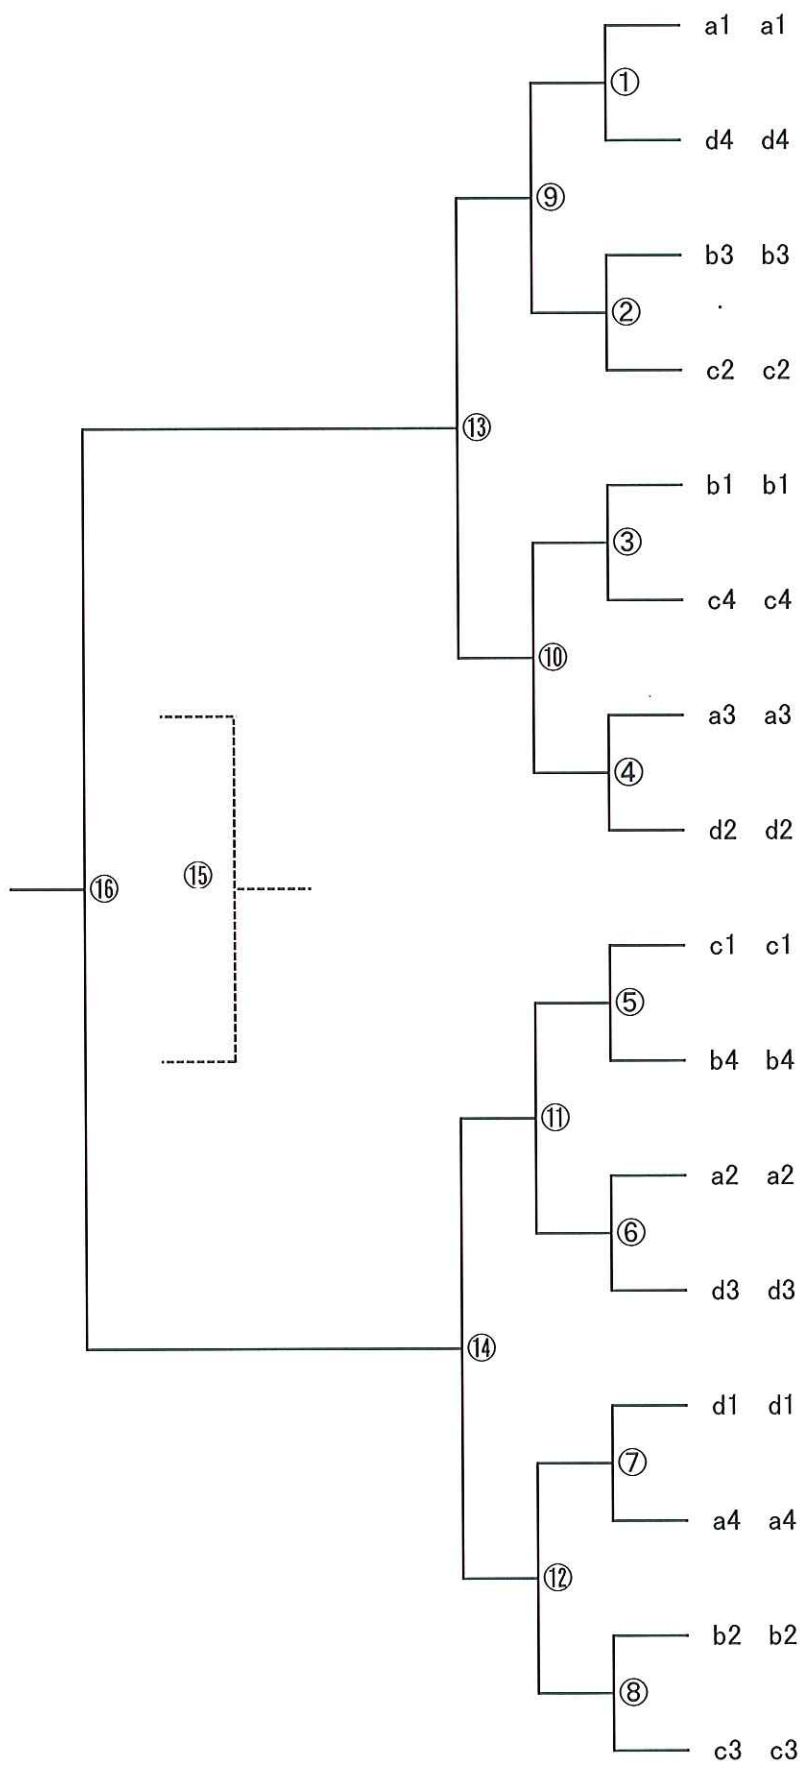 a1 a1
①
d4 d4
⑨
b3 b3
②
c2 c2
⑬
b1 b1
③
c4 c4
⑩
a3 a3
④
d2 d2
⑮
⑯
c1 c1
⑤
b4 b4
⑪
a2 a2
⑥
d3 d3
⑭
d1 d1
⑦
a4 a4
⑫
b2 b2
⑧
c3 c3